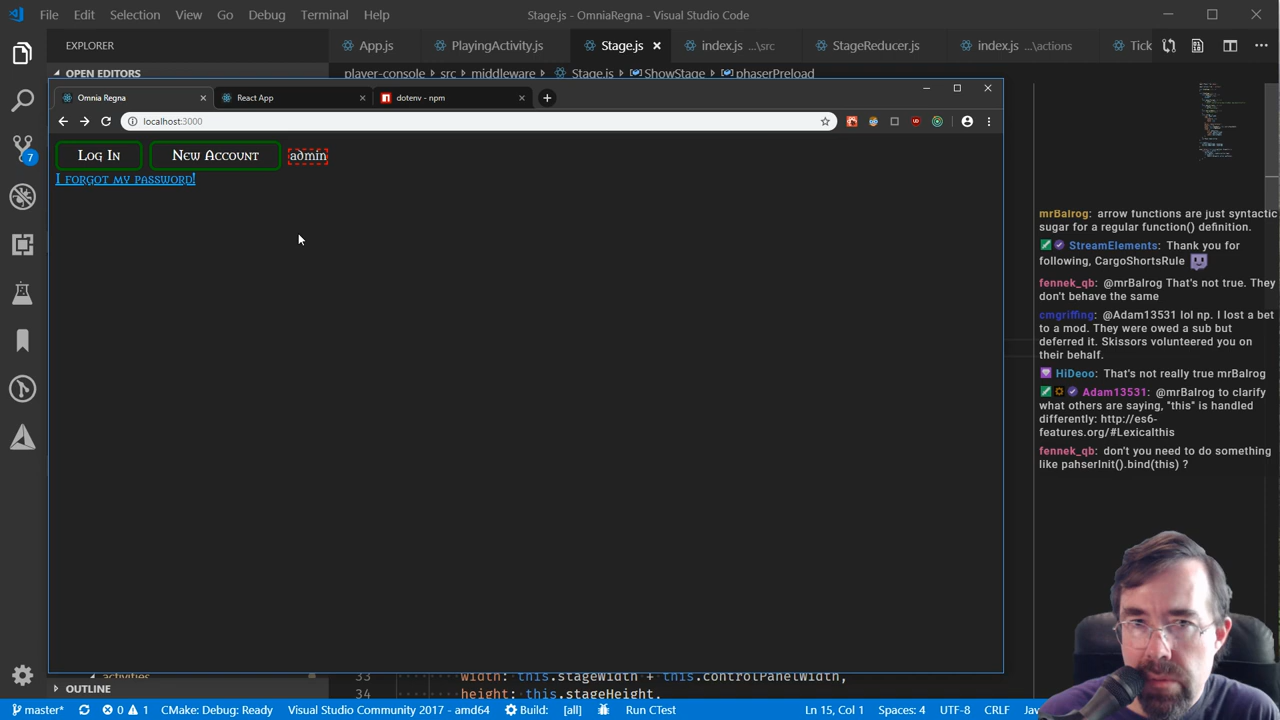 File Edit Selection View Go Debug Terminal Help
Stage.js - OmniaRegna - Visual Studio Code
EXPLORER
App.js
PlayingActivity.js
Stage.js
index.js ...\src
StageReducer.js
index.js ...\actions
Tick
OPEN EDITORS
player-console > src > middleware > Stage.js > ShowStage > phaserPreload
Omnia Regna
React App
dotenv - npm
localhost:3000
Log In
New Account
admin
I forgot my password!
7
mrBalrog: arrow functions are just syntactic
sugar for a regular function() definition.
StreamElements: Thank you for
following, CargoShortsRule
fennek_qb: @mrBalrog That's not true. They
don't behave the same
cmgriffing: @Adam13531 lol np. I lost a bet
to a mod. They were owed a sub but
deferred it. Skissors volunteered you on
their behalf.
HiDeoo: That's not really true mrBalrog
Adam13531: @mrBalrog to clarify
what others are saying, "this" is handled
differently: http://es6-
features.org/#LexicalThis
fennek_qb: don't you need to do something
like pahserInit().bind(this) ?
activities
33 width: this.stageWidth + this.controlPanelWidth,
OUTLINE
34 height: this.stageHeight,
master* 0 1 CMake: Debug: Ready Visual Studio Community 2017 - amd64 Build: [all] Run CTest Ln 15, Col 1 Spaces: 4 UTF-8 CRLF